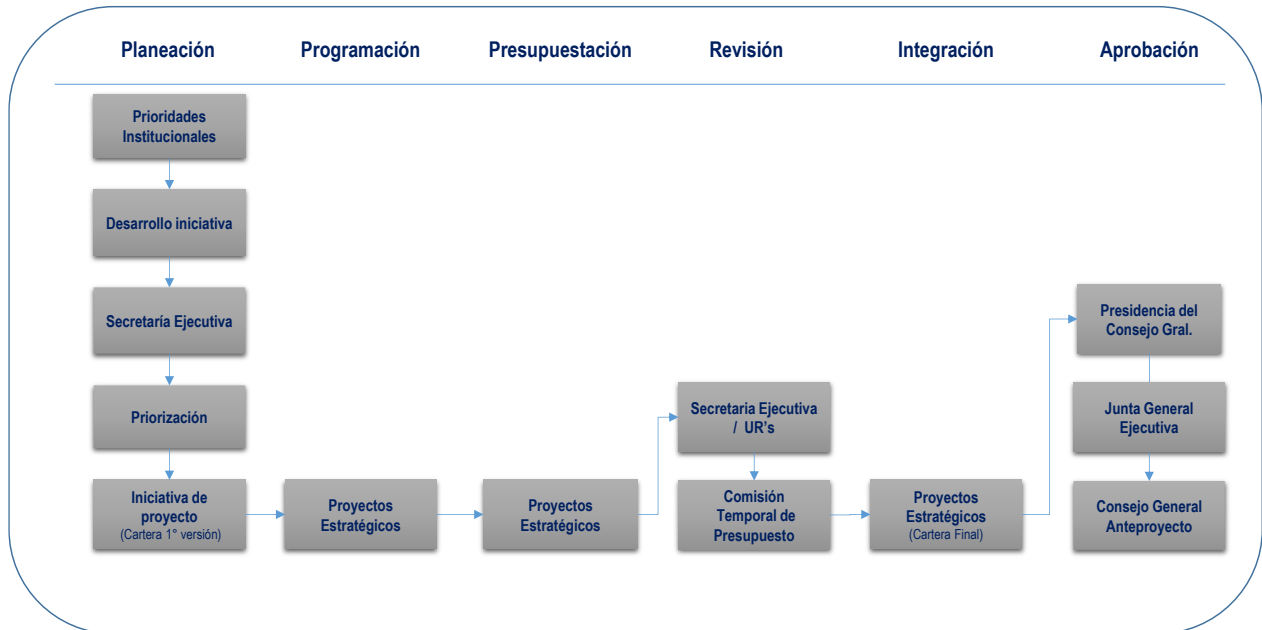 Planeación
Programación
Presupuestación
Revisión
Integración
Aprobación
Prioridades
Institucionales
Desarrollo iniciativa
Secretaría Ejecutiva
Priorización
Iniciativa de
proyecto
(Cartera 1° versión)
Proyectos
Estratégicos
Proyectos
Estratégicos
Secretaria Ejecutiva
/ UR's
Comisión
Temporal de
Presupuesto
Proyectos
Estratégicos
(Cartera Final)
Presidencia del
Consejo Gral.
Junta General
Ejecutiva
Consejo General
Anteproyecto